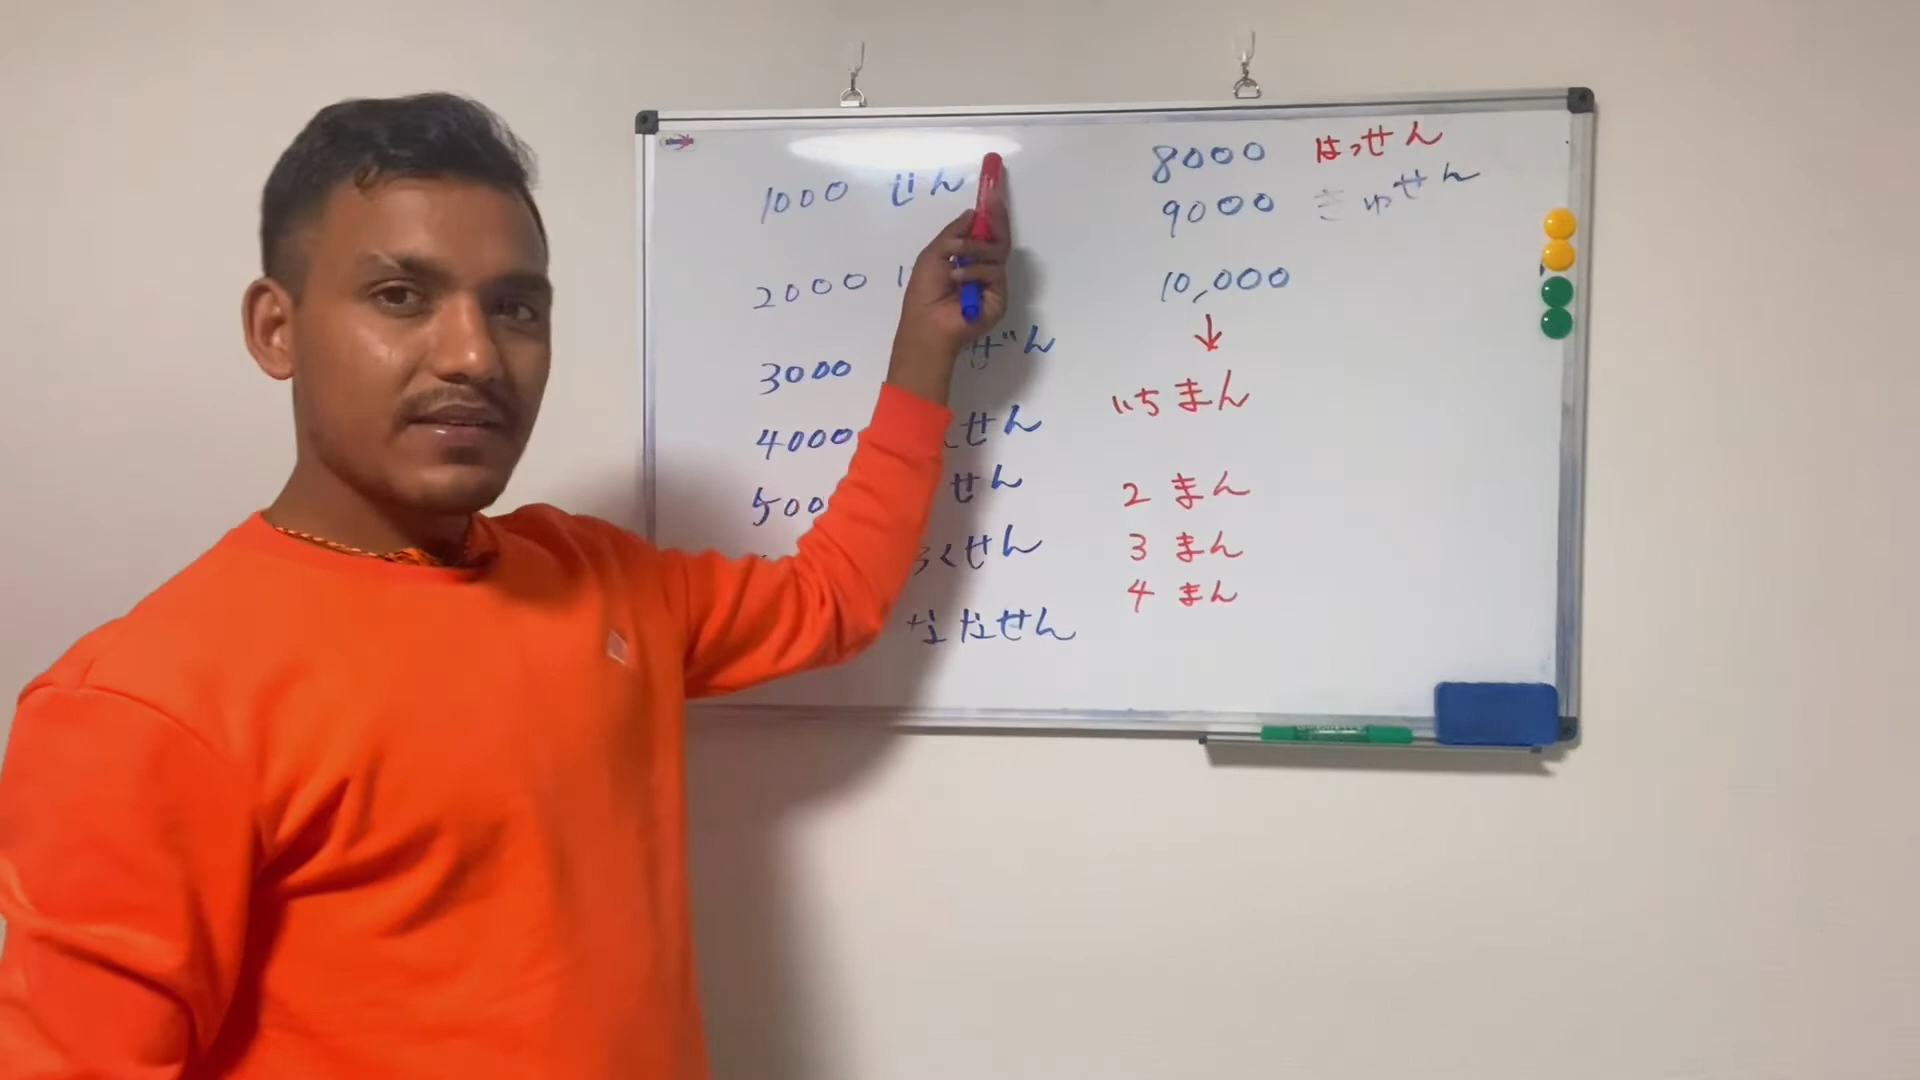 1000 せん
2000
3000 ぜん
4000 くせん
500 せん
ろくせん
ななせん
8000 はっせん
9000 きゅせん
10,000
↓
いちまん
2 まん
3 まん
4 まん